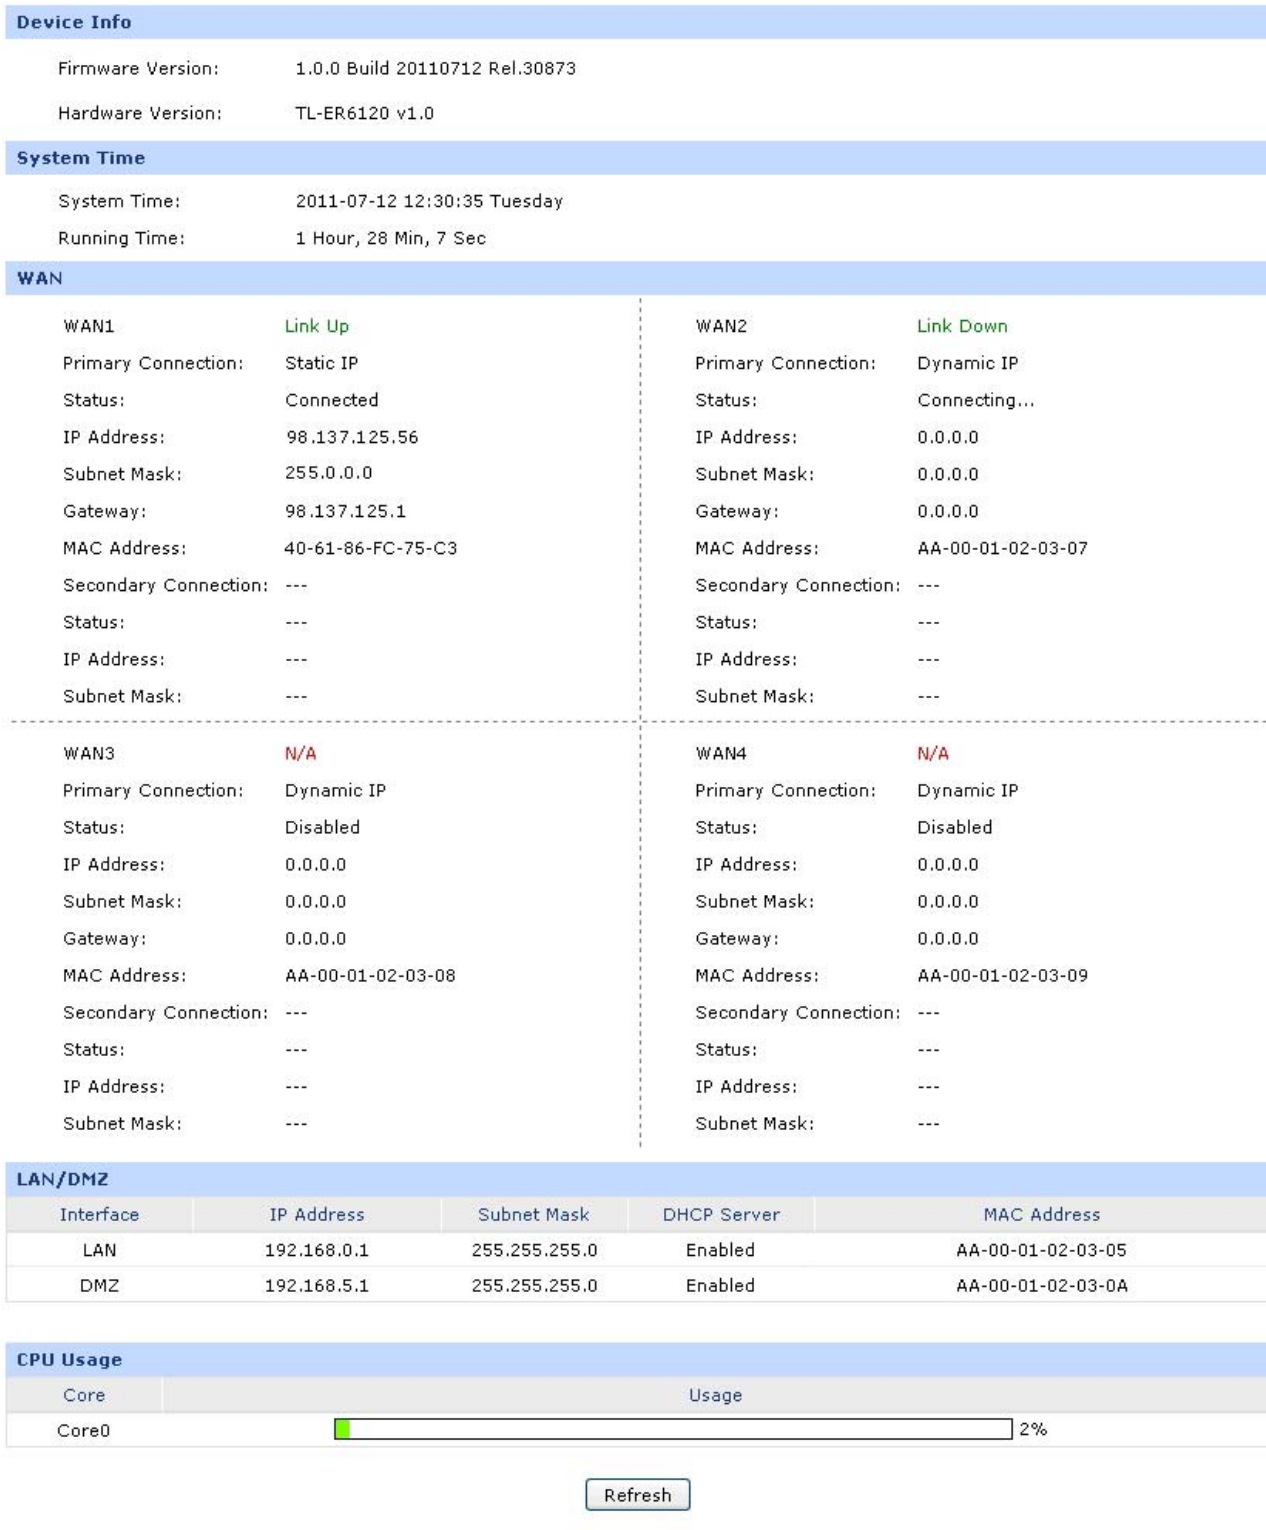 Device Info
Firmware Version: 1.0.0 Build 20110712 Rel.30873
Hardware Version: TL-ER6120 v1.0
System Time
System Time: 2011-07-12 12:30:35 Tuesday
Running Time: 1 Hour, 28 Min, 7 Sec
WAN
WAN1 Link Up
Primary Connection: Static IP
Status: Connected
IP Address: 98.137.125.56
Subnet Mask: 255.0.0.0
Gateway: 98.137.125.1
MAC Address: 40-61-86-FC-75-C3
Secondary Connection: ---
Status: ---
IP Address: ---
Subnet Mask: ---
WAN2 Link Down
Primary Connection: Dynamic IP
Status: Connecting...
IP Address: 0.0.0.0
Subnet Mask: 0.0.0.0
Gateway: 0.0.0.0
MAC Address: AA-00-01-02-03-07
Secondary Connection: ---
Status: ---
IP Address: ---
Subnet Mask: ---
WAN3 N/A
Primary Connection: Dynamic IP
Status: Disabled
IP Address: 0.0.0.0
Subnet Mask: 0.0.0.0
Gateway: 0.0.0.0
MAC Address: AA-00-01-02-03-08
Secondary Connection: ---
Status: ---
IP Address: ---
Subnet Mask: ---
WAN4 N/A
Primary Connection: Dynamic IP
Status: Disabled
IP Address: 0.0.0.0
Subnet Mask: 0.0.0.0
Gateway: 0.0.0.0
MAC Address: AA-00-01-02-03-09
Secondary Connection: ---
Status: ---
IP Address: ---
Subnet Mask: ---
LAN/DMZ
Interface IP Address Subnet Mask DHCP Server MAC Address
LAN 192.168.0.1 255.255.255.0 Enabled AA-00-01-02-03-05
DMZ 192.168.5.1 255.255.255.0 Enabled AA-00-01-02-03-0A
CPU Usage
Core Usage
Core0 2%
Refresh